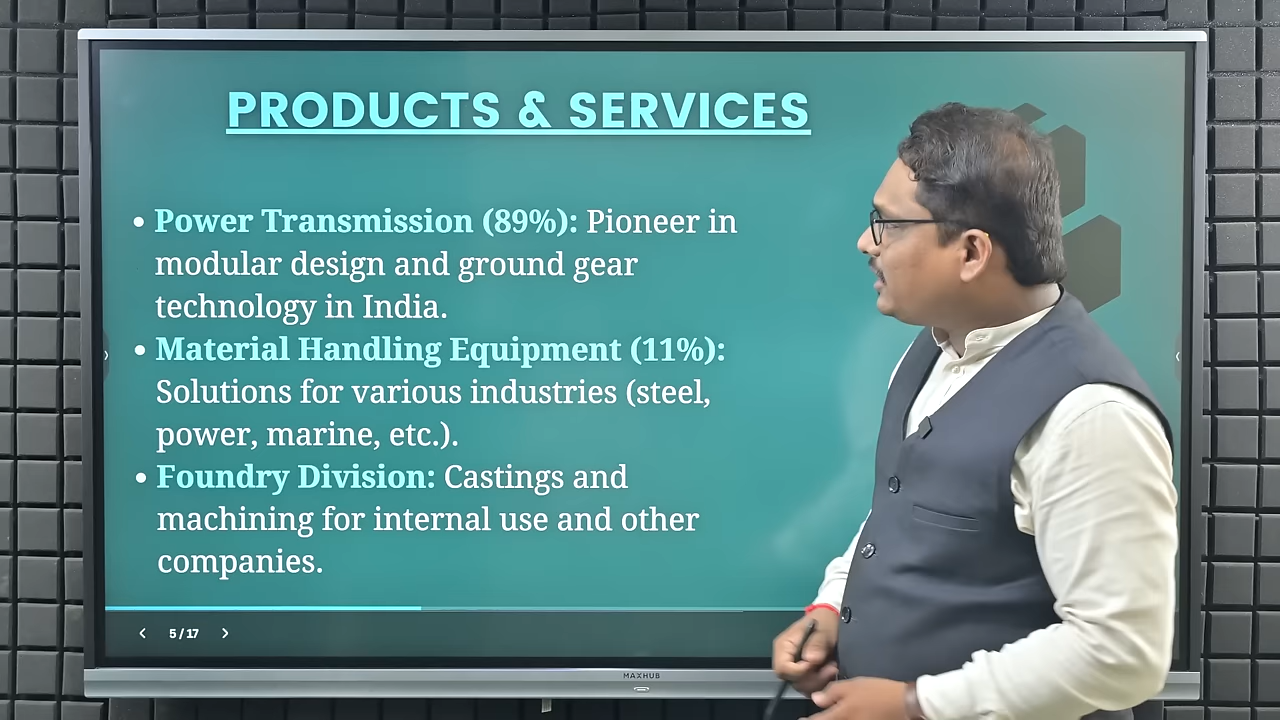 PRODUCTS & SERVICES
• Power Transmission (89%): Pioneer in
modular design and ground gear
technology in India.
• Material Handling Equipment (11%):
Solutions for various industries (steel,
power, marine, etc.).
• Foundry Division: Castings and
machining for internal use and other
companies.
5 / 17
MAXHUB